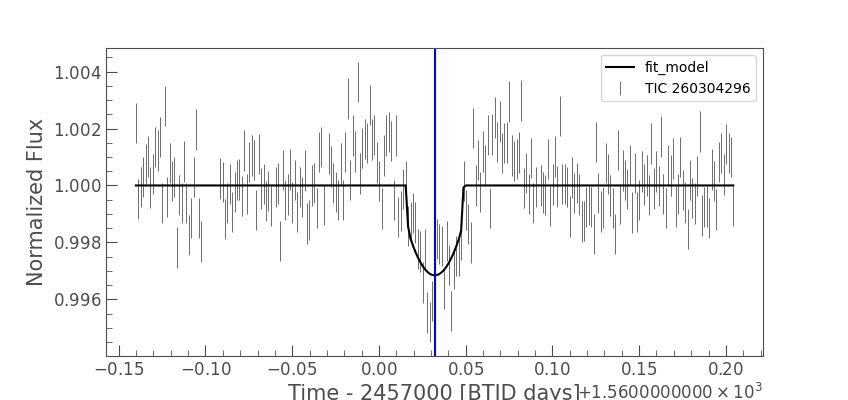 fit_model
TIC 260304296
Normalized Flux
1.004
1.002
1.000
0.998
0.996
−0.15 −0.10 −0.05 0.00 0.05 0.10 0.15 0.20
Time - 2457000 [BTJD days]
+1.5600000000 × 10³